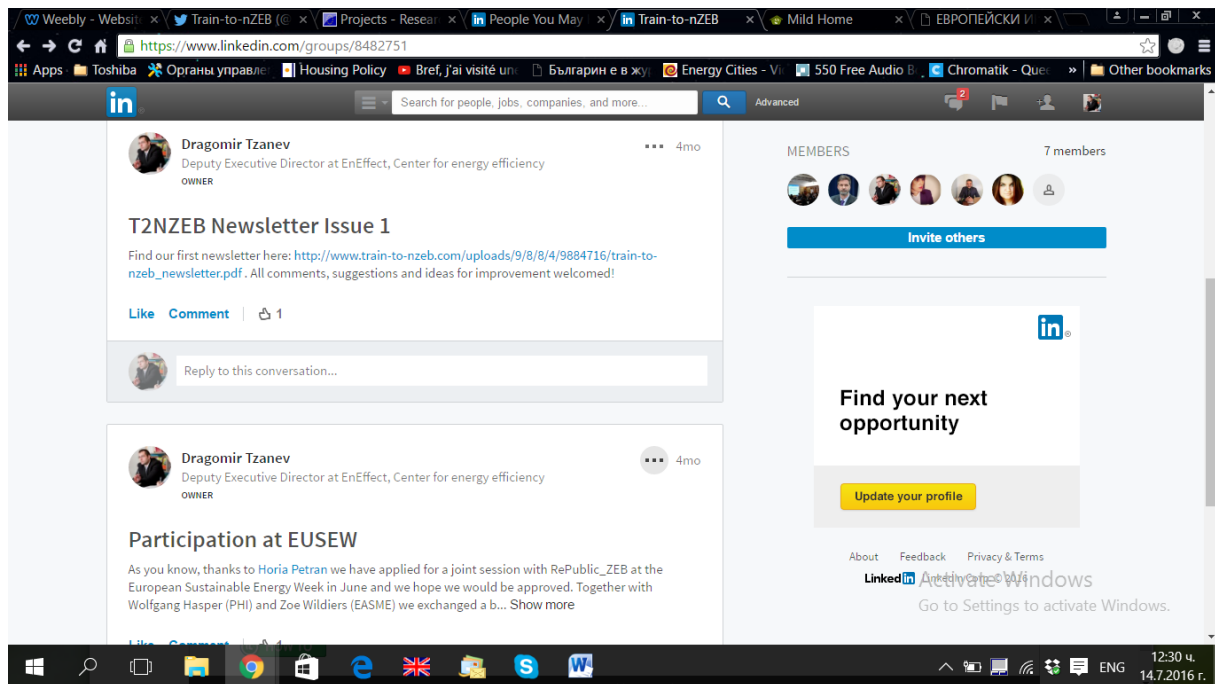 Weebly - Websit
Train-to-nZEB (@
Projects - Resear
People You May
Train-to-nZEB
Mild Home
ЕВРОПЕЙСКИ И
https://www.linkedin.com/groups/8482751
Apps
Toshiba
Органы управле
Housing Policy
Bref, j'ai visité un
Българин е в жу
Energy Cities - Vi
550 Free Audio B
Chromatik - Que
»
Other bookmarks
in
Search for people, jobs, companies, and more...
Advanced
2
Dragomir Tzanev
4mo
Deputy Executive Director at EnEffect, Center for energy efficiency
OWNER
T2NZEB Newsletter Issue 1
Find our first newsletter here: http://www.train-to-nzeb.com/uploads/9/8/8/4/9884716/train-to-
nzeb_newsletter.pdf . All comments, suggestions and ideas for improvement welcomed!
Like Comment 1
Reply to this conversation...
Dragomir Tzanev
4mo
Deputy Executive Director at EnEffect, Center for energy efficiency
OWNER
Participation at EUSEW
As you know, thanks to Horia Petran we have applied for a joint session with RePublic_ZEB at the
European Sustainable Energy Week in June and we hope we would be approved. Together with
Wolfgang Hasper (PHI) and Zoe Wildiers (EASME) we exchanged a b... Show more
Like Comment 1
MEMBERS 7 members
Invite others
in
Find your next
opportunity
Update your profile
About Feedback Privacy & Terms
Linked in LinkedIn Corp. © 2016
Activate Windows
Go to Settings to activate Windows.
ENG
12:30 ч.
14.7.2016 г.